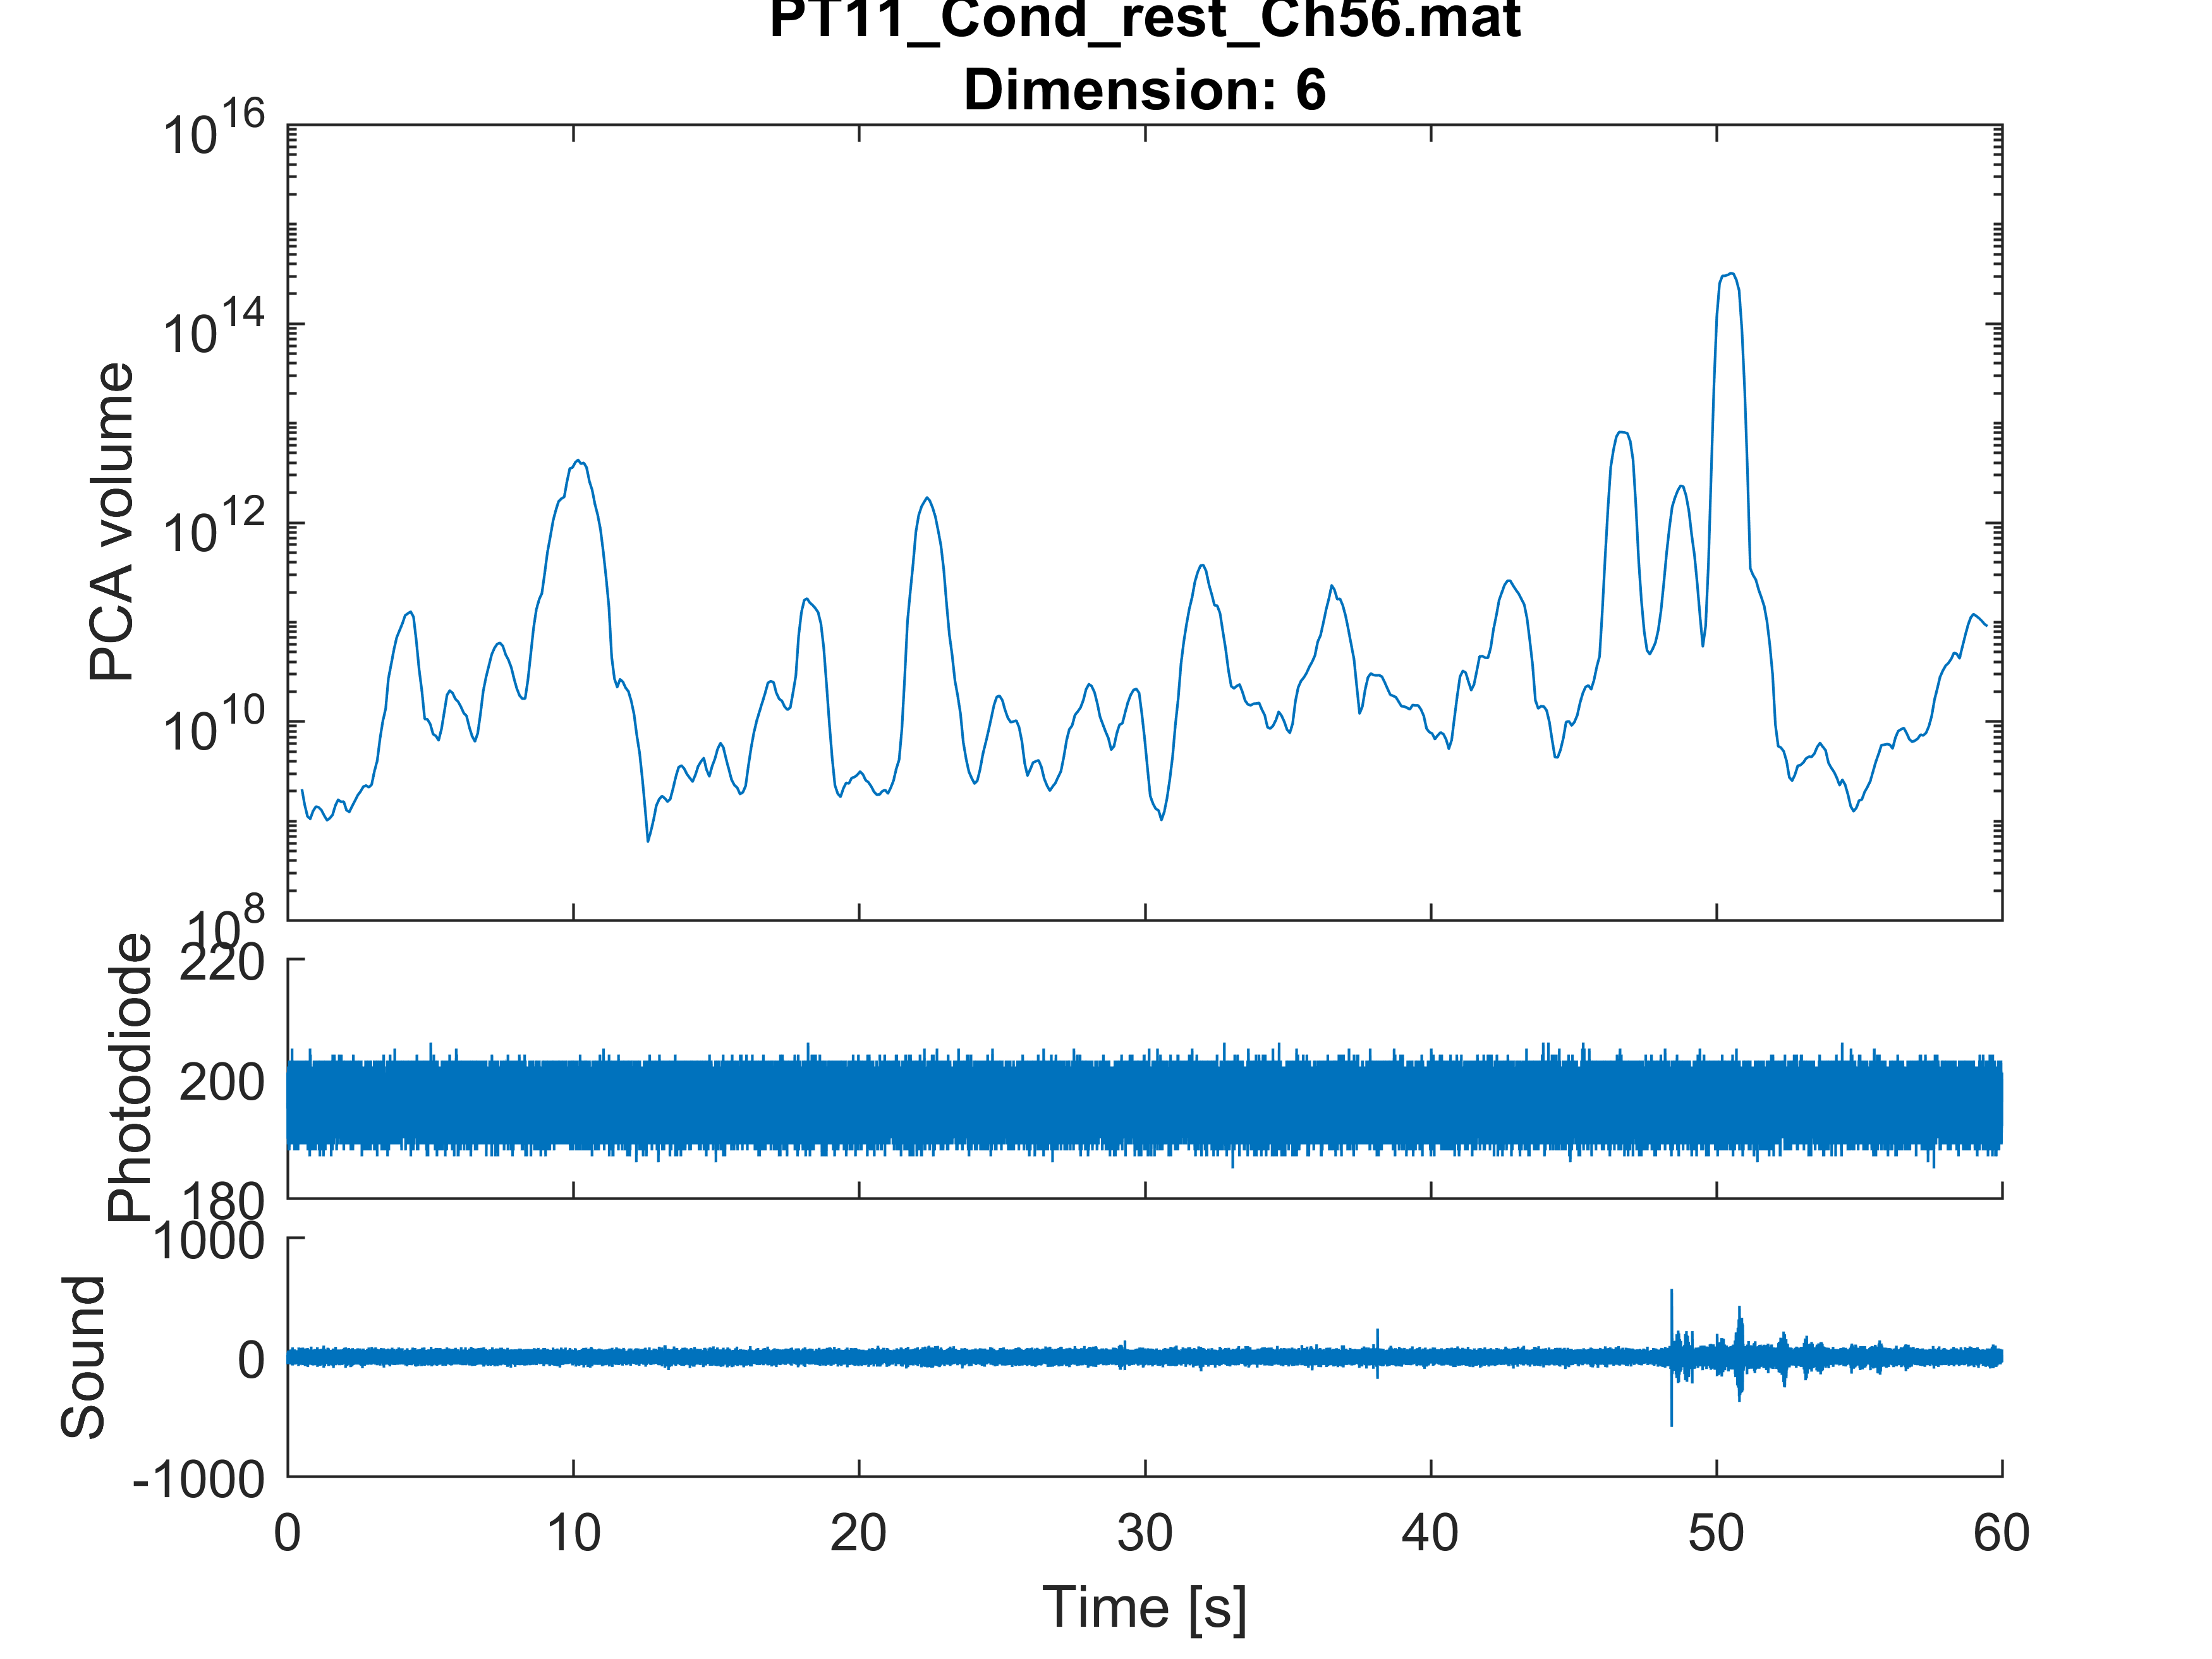 PT11_Cond_rest_Ch56.mat
Dimension: 6
10^16
10^14
10^12
10^10
10^8
PCA volume
220
200
180
Photodiode
1000
0
-1000
Sound
0 10 20 30 40 50 60
Time [s]